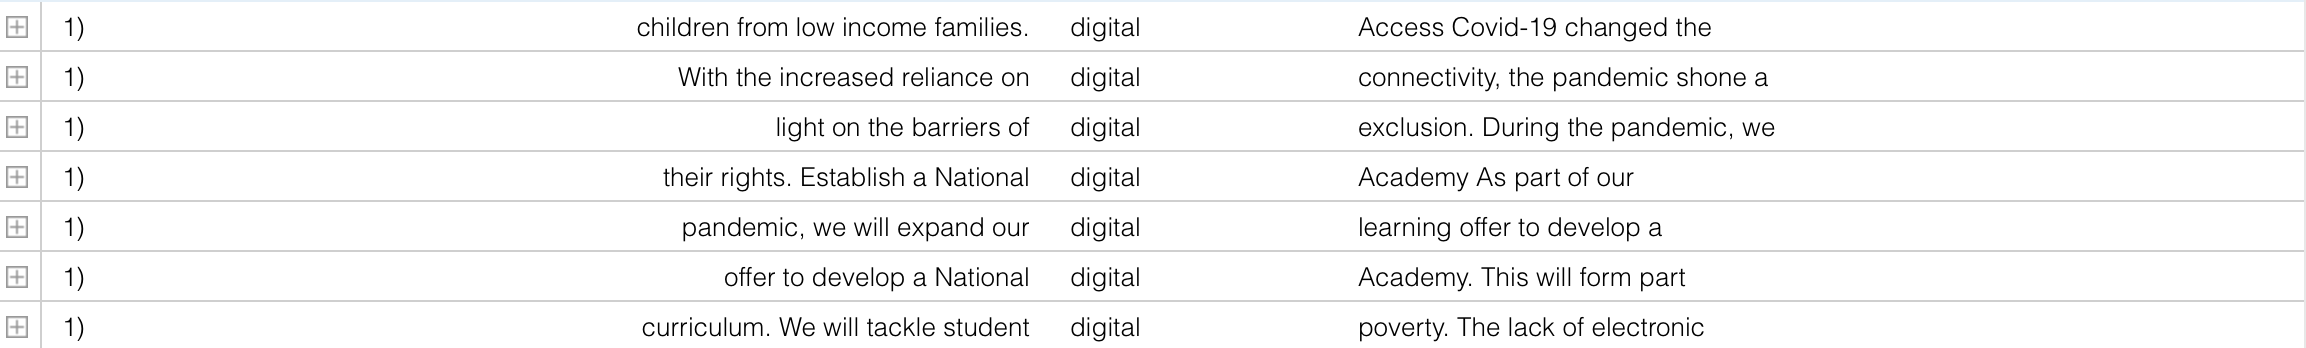 1) children from low income families. digital Access Covid-19 changed the
1) With the increased reliance on digital connectivity, the pandemic shone a
1) light on the barriers of digital exclusion. During the pandemic, we
1) their rights. Establish a National digital Academy As part of our
1) pandemic, we will expand our digital learning offer to develop a
1) offer to develop a National digital Academy. This will form part
1) curriculum. We will tackle student digital poverty. The lack of electronic